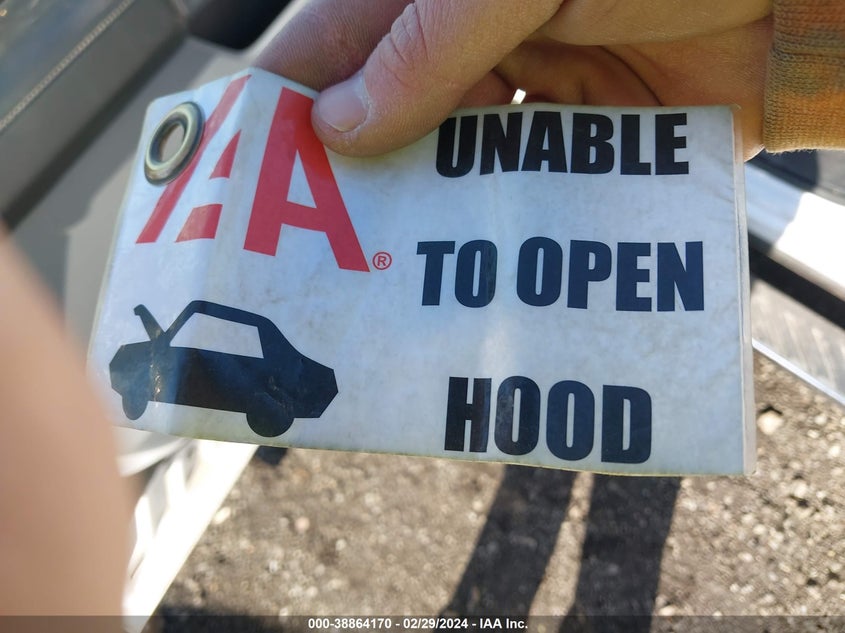 IAA®
UNABLE
TO OPEN
HOOD
000-38864170 - 02/29/2024 - IAA Inc.